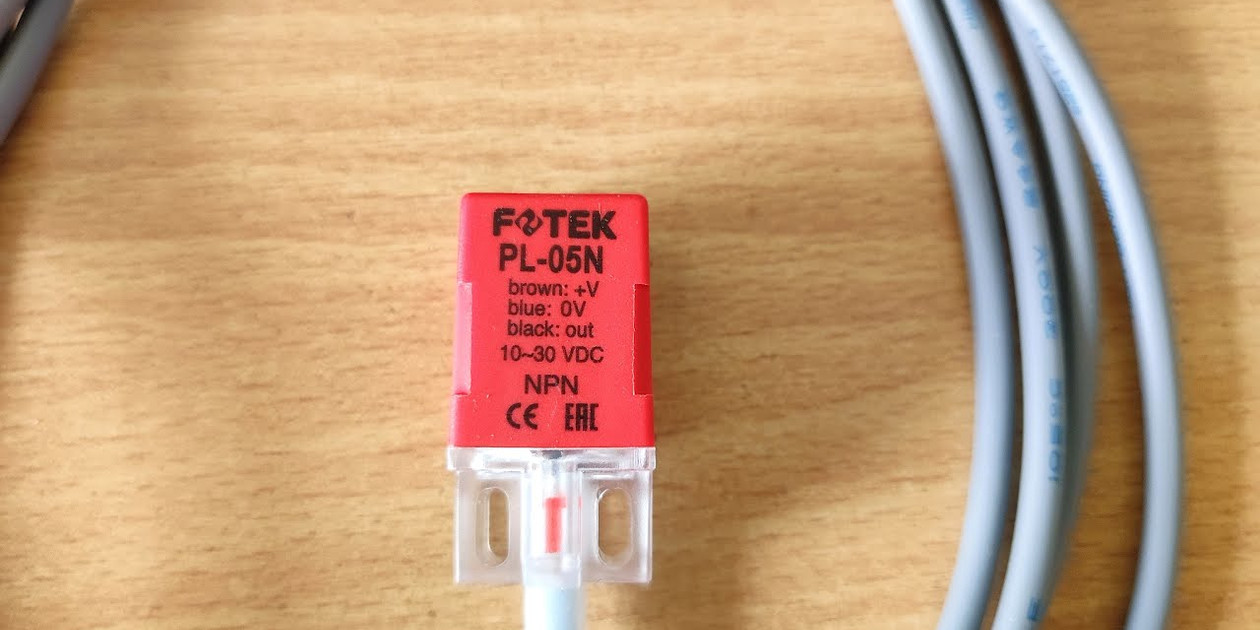 FOTEK
PL-05N
brown: +V
blue: 0V
black: out
10~30 VDC
NPN
CE EAC